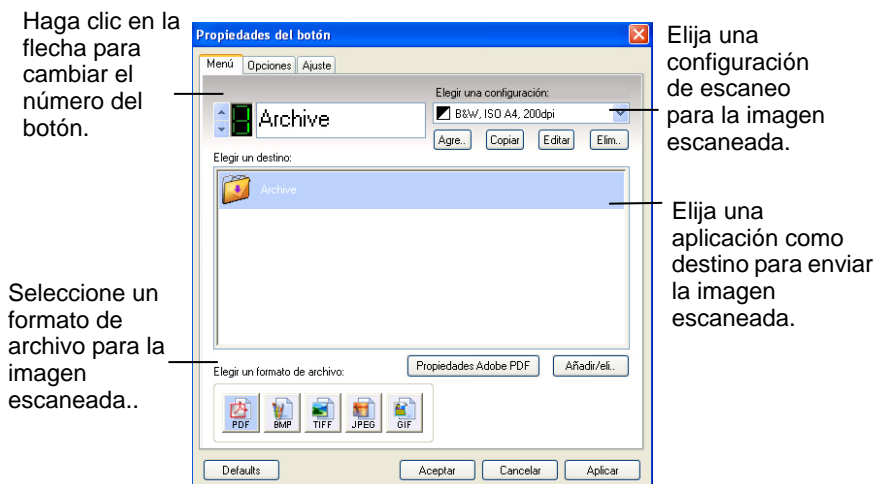 Haga clic en la
flecha para
cambiar el
número del
botón.
Propiedades del botón
Menú Opciones Ajuste
Elegir una configuración:
Archive
B&W, ISO A4, 200dpi
Agre.. Copiar Editar Elim..
Elegir un destino:
Archive
Elegir un formato de archivo:
Propiedades Adobe PDF Añadir/eli..
PDF BMP TIFF JPEG GIF
Defaults Aceptar Cancelar Aplicar
Elija una
configuración
de escaneo
para la imagen
escaneada.
Elija una
aplicación como
destino para enviar
la imagen
escaneada.
Seleccione un
formato de
archivo para la
imagen
escaneada..